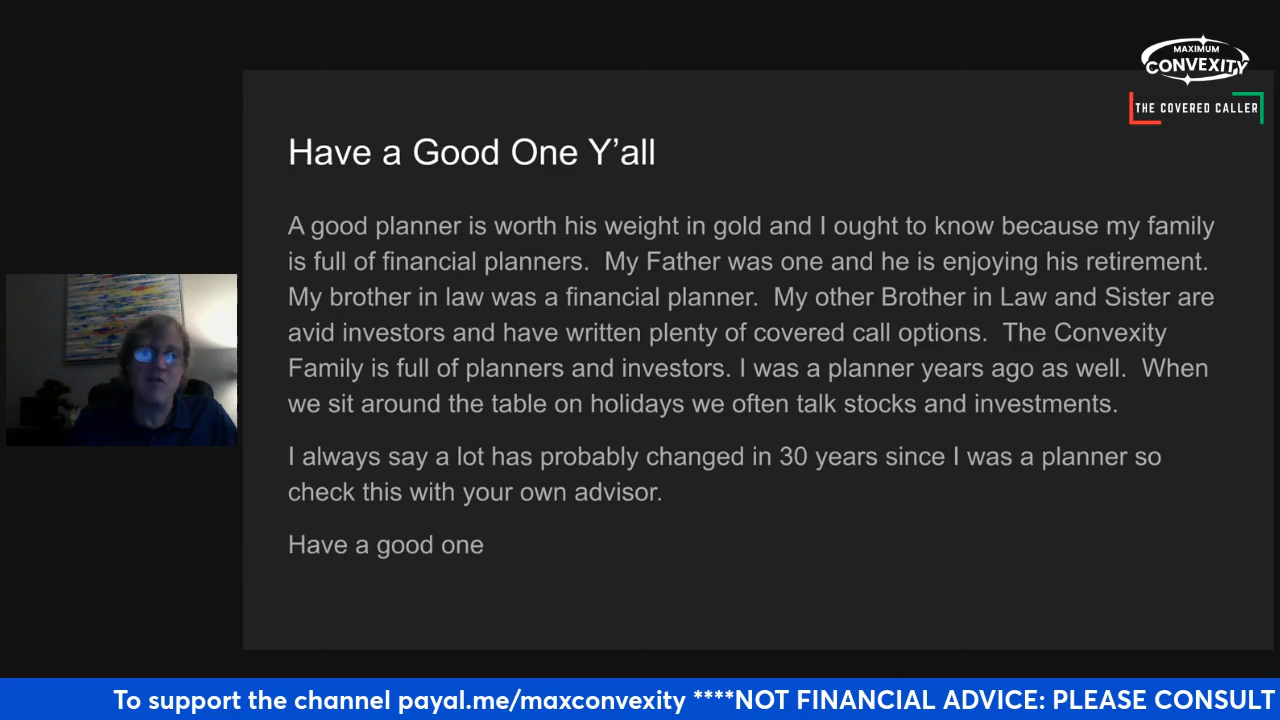 MAXIMUM
CONVEXITY
THE COVERED CALLER
Have a Good One Y’all
A good planner is worth his weight in gold and I ought to know because my family
is full of financial planners.  My Father was one and he is enjoying his retirement.
My brother in law was a financial planner.  My other Brother in Law and Sister are
avid investors and have written plenty of covered call options.  The Convexity
Family is full of planners and investors. I was a planner years ago as well.  When
we sit around the table on holidays we often talk stocks and investments.
I always say a lot has probably changed in 30 years since I was a planner so
check this with your own advisor.
Have a good one
To support the channel payal.me/maxconvexity ****NOT FINANCIAL ADVICE: PLEASE CONSULT